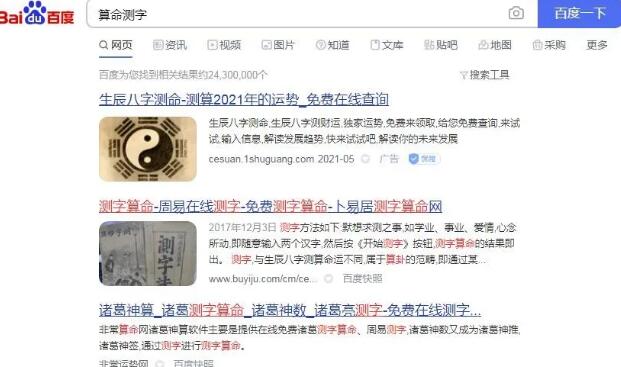 Bai du 百度
算命测字
百度一下
网页 资讯 视频 图片 知道 文库 贴吧 地图 采购 更多
百度为您找到相关结果约24,300,000个
搜索工具
生辰八字测命-测算2021年的运势_免费在线查询
生辰八字测命,生辰八字测财运,独家运势,免费来领取,给您免费查询,来试
试,输入信息,解读发展趋势,快来试试吧,解读你的未来发展
cesuan.1shuguang.com 2021-05 广告 保障
测字算命-周易在线测字-免费测字算命-卜易居测字算命网
2017年12月3日 测字方法如下:默想求测之事,如学业、事业、爱情,心念
所动,即随意输入两个汉字,然后按《开始测字》按钮,测字算命的结果即
出。 测字,与生辰八字测算命运不同,属于算卦的范畴,即通过某...
測字
www.buyiju.com/cm/ce... 百度快照
诸葛神算_诸葛测字算命_诸葛神数_诸葛亮测字-免费在线测字...
非常算命网诸葛神算软件主要是提供在线免费诸葛测字算命、周易测字,诸葛神数又成为诸葛神推,
诸葛神签,通过测字进行测字算命。
非常运势网 百度快照